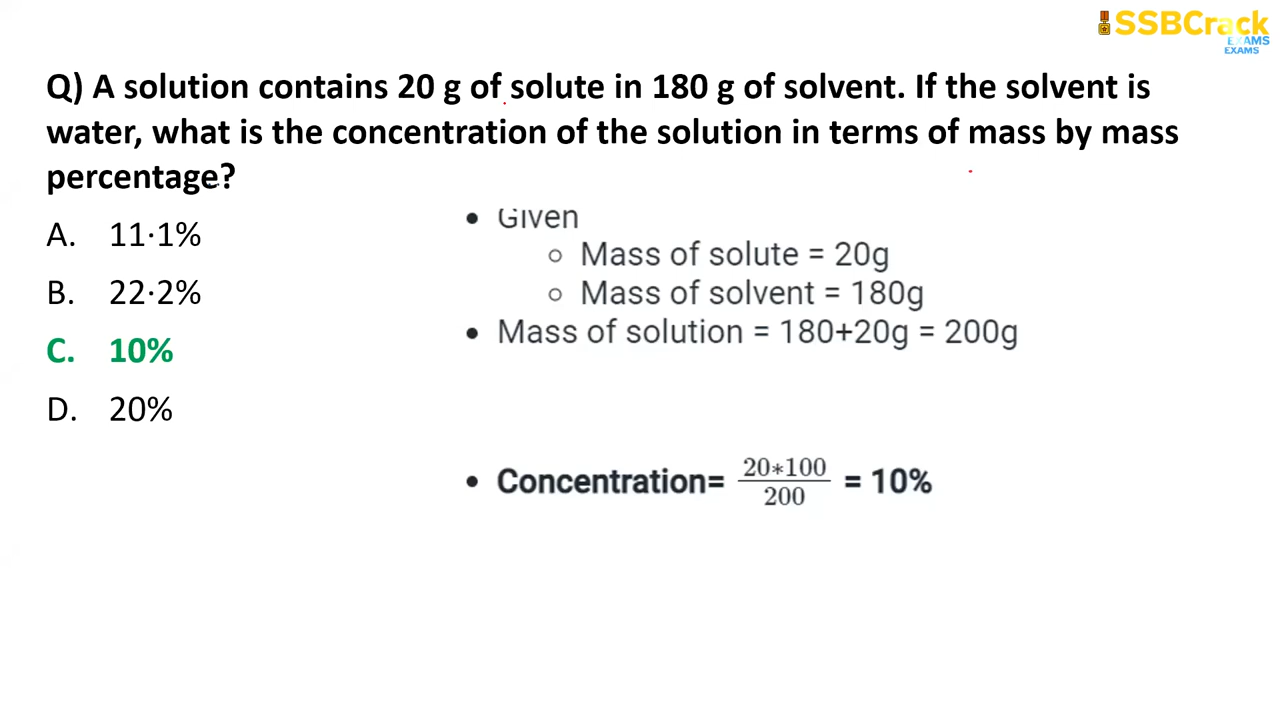 SSBCrack
EXAMS
EXAMS
Q) A solution contains 20 g of solute in 180 g of solvent. If the solvent is
water, what is the concentration of the solution in terms of mass by mass
percentage?
A. 11·1%
B. 22·2%
C. 10%
D. 20%
• Given
○ Mass of solute = 20g
○ Mass of solvent = 180g
• Mass of solution = 180+20g = 200g
• Concentration= 20*100 / 200 = 10%